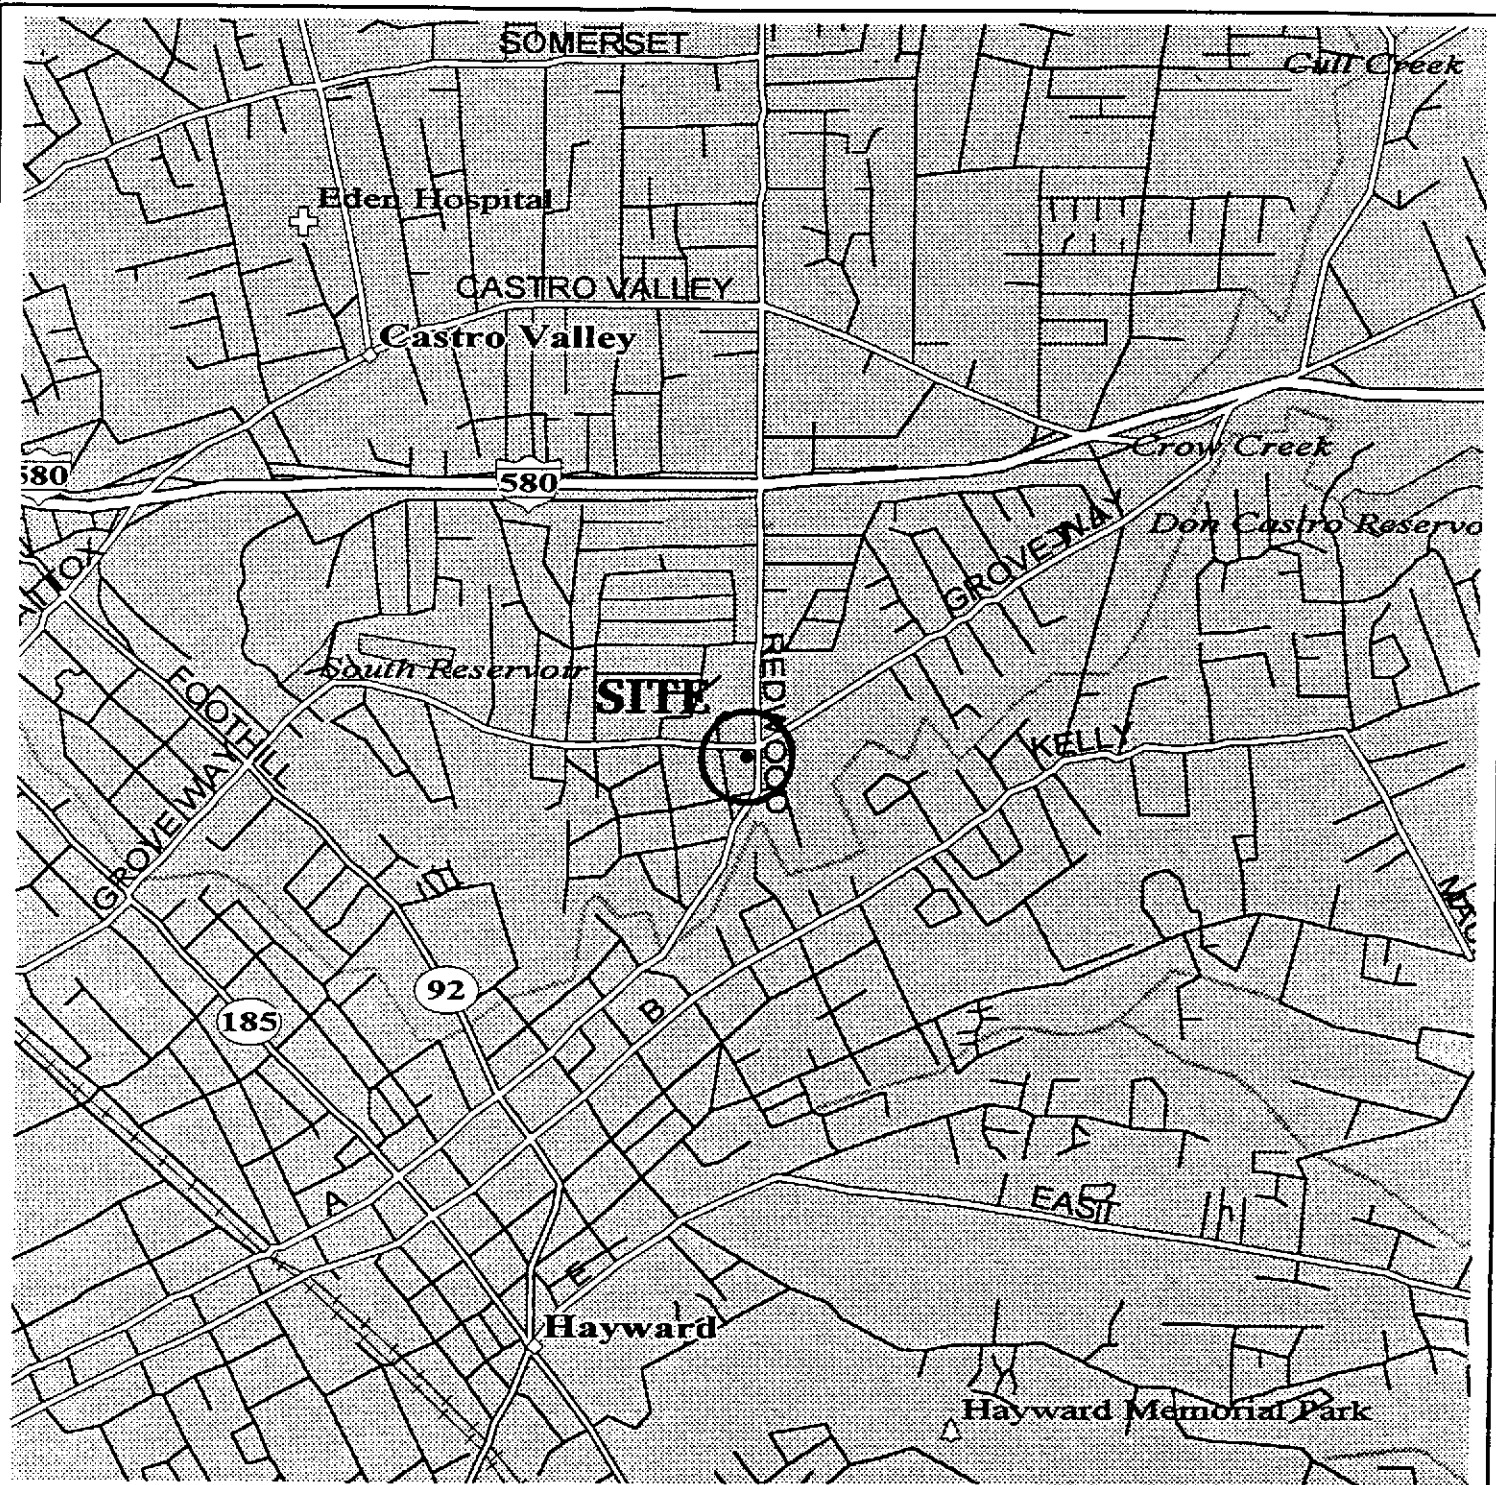 SOMERSET
Cull Creek
Eden Hospital
CASTRO VALLEY
Castro Valley
Crow Creek
580
580
GROVE WAY
Don Castro Reservo
REDWOOD
South Reservoir
SITE
FOOTHILL
KELLY
GROVE WAY
92
B
185
A
EAST
E
Hayward
Hayward Memorial Park